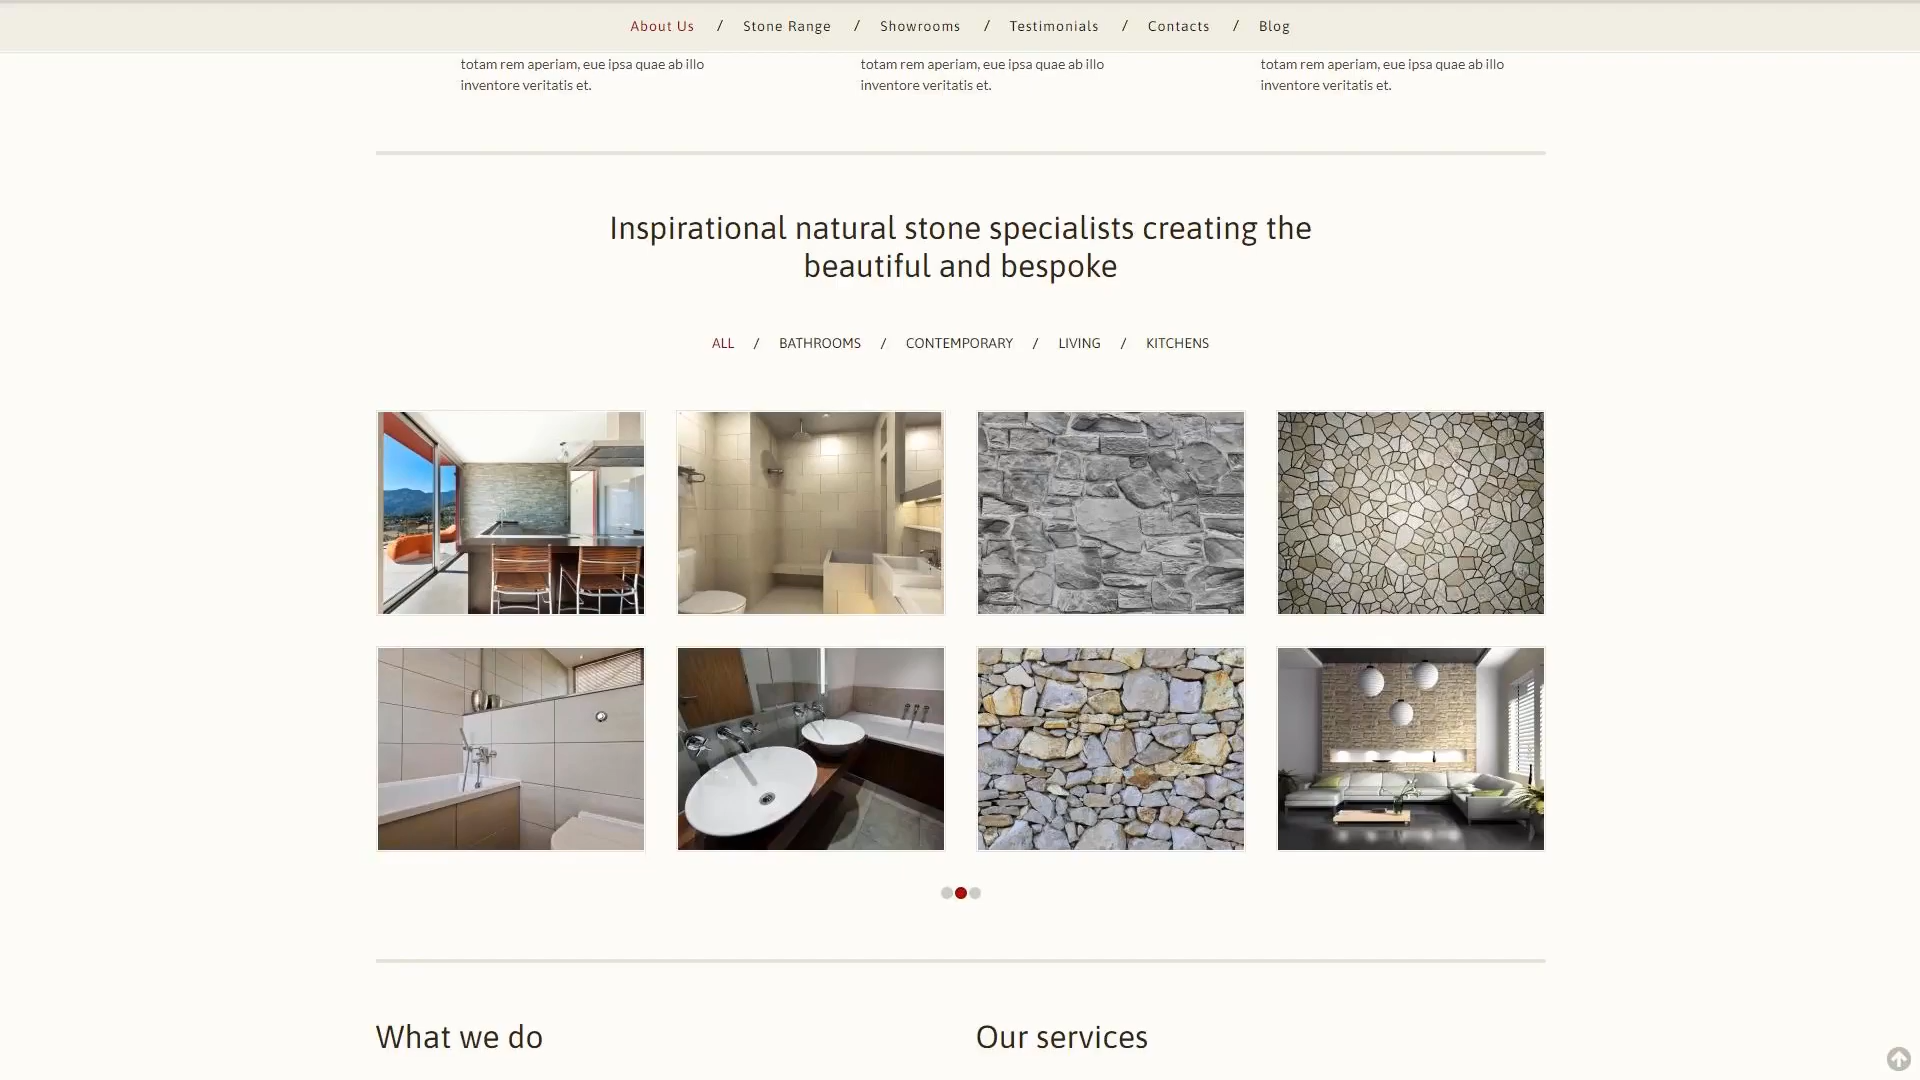 About Us / Stone Range / Showrooms / Testimonials / Contacts / Blog
totam rem aperiam, eue ipsa quae ab illo
inventore veritatis et.
totam rem aperiam, eue ipsa quae ab illo
inventore veritatis et.
totam rem aperiam, eue ipsa quae ab illo
inventore veritatis et.
Inspirational natural stone specialists creating the
beautiful and bespoke
ALL / BATHROOMS / CONTEMPORARY / LIVING / KITCHENS
What we do
Our services